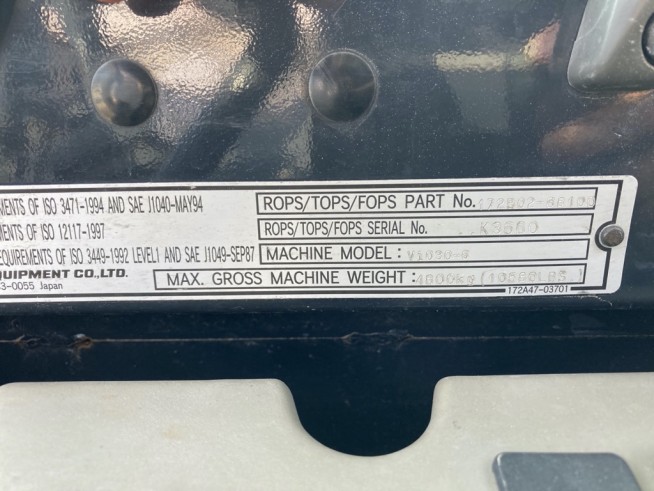 MENTS OF ISO 3471-1994 AND SAE J1040-MAY94
MENTS OF ISO 12117-1997
EQUIREMENTS OF ISO 3449-1992 LEVEL1 AND SAE J1049-SEP87
QUIPMENT CO.,LTD.
3-0055 Japan
ROPS/TOPS/FOPS PART No.
ROPS/TOPS/FOPS SERIAL No.
MACHINE MODEL:
MAX. GROSS MACHINE WEIGHT:
172A47-03701